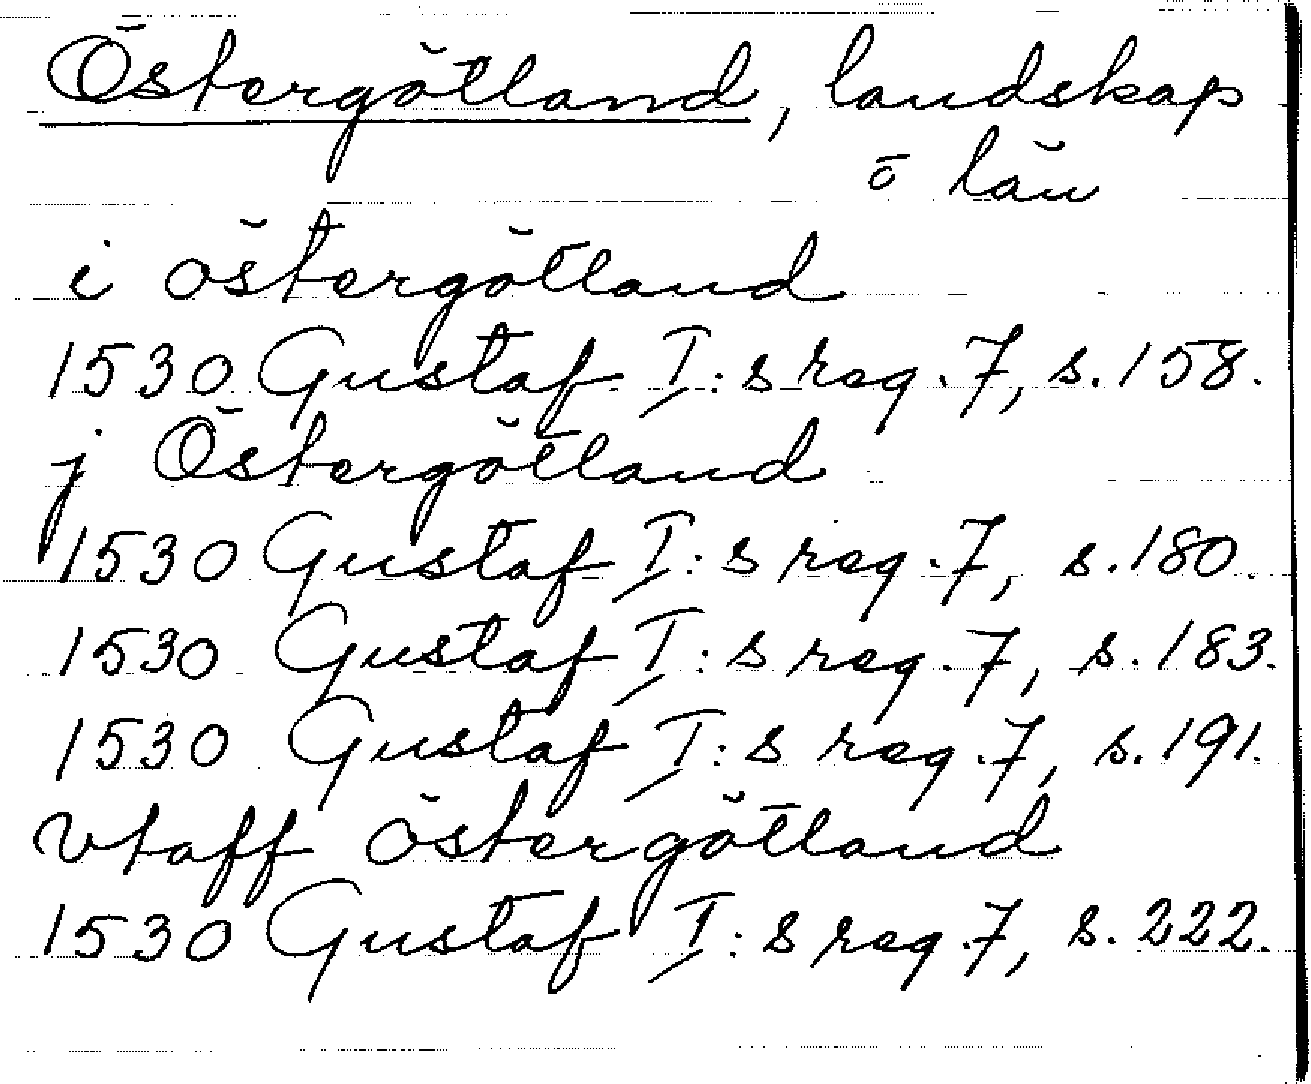 Östergötland, landskap
o län
i östergötland
1530 Gustaf I:s reg. 7, s. 158.
j Östergötland
1530 Gustaf I:s reg. 7, s. 180.
1530 Gustaf I:s reg. 7, s. 183.
1530 Gustaf I:s reg. 7, s. 191.
vtaff östergötland
1530 Gustaf I:s reg. 7, s. 222.